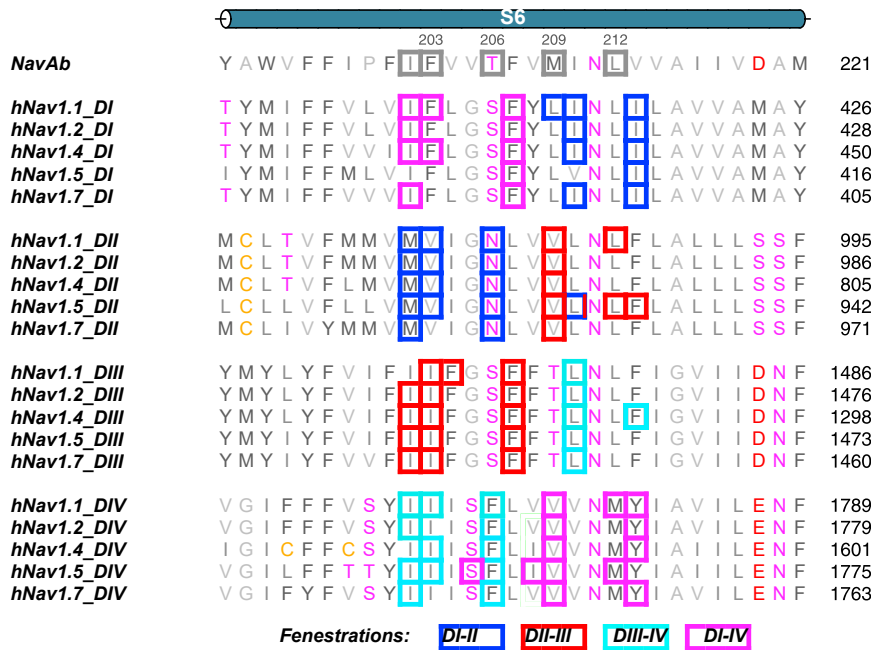 S6
203 206 209 212
NavAb Y A W V F F I P F I F V V T F V M I N L V V A I I V D A M 221
hNav1.1_DI T Y M I F F V L V I F L G S F Y L I N L I L A V V A M A Y 426
hNav1.2_DI T Y M I F F V L V I F L G S F Y L I N L I L A V V A M A Y 428
hNav1.4_DI T Y M I F F V V I I F L G S F Y L I N L I L A V V A M A Y 450
hNav1.5_DI I Y M I F F M L V I F L G S F Y L V N L I L A V V A M A Y 416
hNav1.7_DI T Y M I F F V V V I F L G S F Y L I N L I L A V V A M A Y 405
hNav1.1_DII M C L T V F M M V M V I G N L V V L N L F L A L L L S S F 995
hNav1.2_DII M C L T V F M M V M V I G N L V V L N L F L A L L L S S F 986
hNav1.4_DII M C L T V F L M V M V I G N L V V L N L F L A L L L S S F 805
hNav1.5_DII L C L L V F L L V M V I G N L V V L N L F L A L L L S S F 942
hNav1.7_DII M C L I V Y M M V M V I G N L V V L N L F L A L L L S S F 971
hNav1.1_DIII Y M Y L Y F V I F I I F G S F F T L N L F I G V I I D N F 1486
hNav1.2_DIII Y M Y L Y F V I F I I F G S F F T L N L F I G V I I D N F 1476
hNav1.4_DIII Y M Y L Y F V I F I I F G S F F T L N L F I G V I I D N F 1298
hNav1.5_DIII Y M Y I Y F V I F I I F G S F F T L N L F I G V I I D N F 1473
hNav1.7_DIII Y M Y I Y F V I F I I F G S F F T L N L F I G V I I D N F 1460
hNav1.1_DIV V G I F F F V S Y I I I S F L V V V N M Y I A V I L E N F 1789
hNav1.2_DIV V G I F F F V S Y I I I S F L V V V N M Y I A V I L E N F 1779
hNav1.4_DIV I G I C F F C S Y I I I S F L I V V N M Y I A I I L E N F 1601
hNav1.5_DIV V G I L F F T T Y I I I S F L I V V N M Y I A I I L E N F 1775
hNav1.7_DIV V G I F Y F V S Y I I I S F L V V V N M Y I A V I L E N F 1763
Fenestrations: DI-II DII-III DIII-IV DI-IV